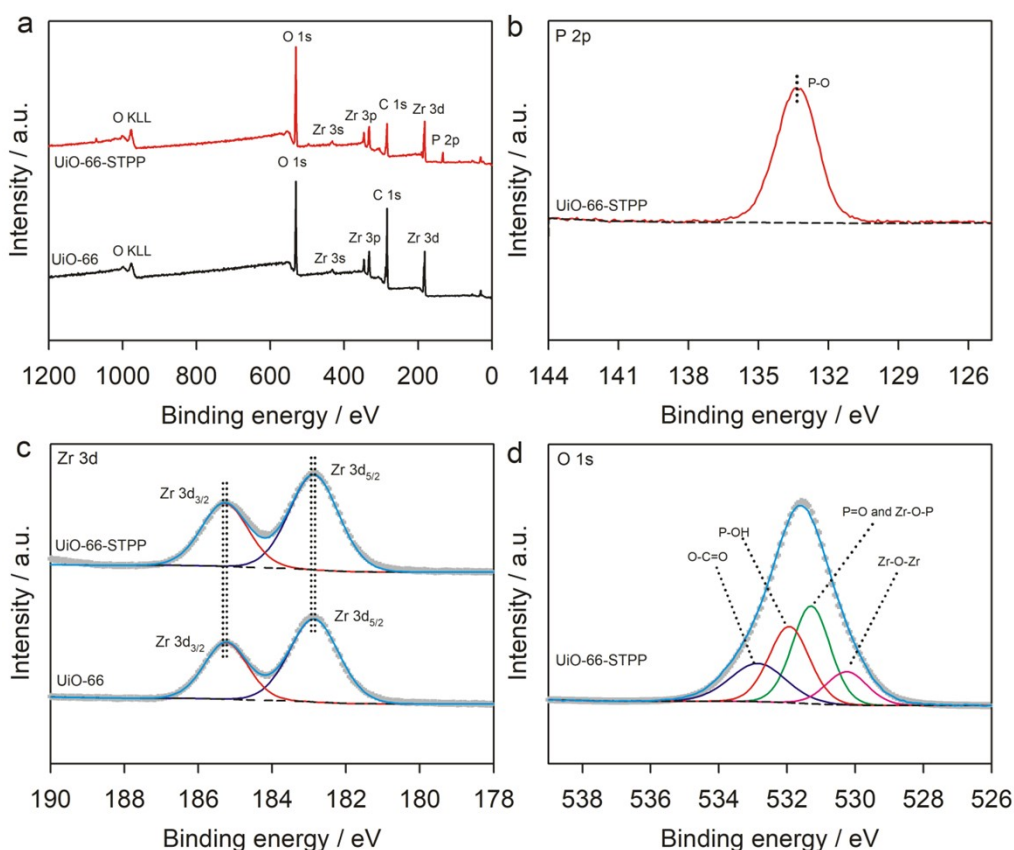 a
Intensity / a.u.
O 1s
O KLL
Zr 3s
Zr 3p
C 1s
Zr 3d
P 2p
UiO-66-STPP
O 1s
C 1s
O KLL
Zr 3s
Zr 3p
Zr 3d
UiO-66
1200 1000 800 600 400 200 0
Binding energy / eV
b
P 2p
Intensity / a.u.
P-O
UiO-66-STPP
144 141 138 135 132 129 126
Binding energy / eV
c
Zr 3d
Intensity / a.u.
Zr 3d3/2
Zr 3d5/2
UiO-66-STPP
Zr 3d3/2
Zr 3d5/2
UiO-66
190 188 186 184 182 180 178
Binding energy / eV
d
O 1s
Intensity / a.u.
P=O and Zr-O-P
P-OH
O-C=O
Zr-O-Zr
UiO-66-STPP
538 536 534 532 530 528 526
Binding energy / eV